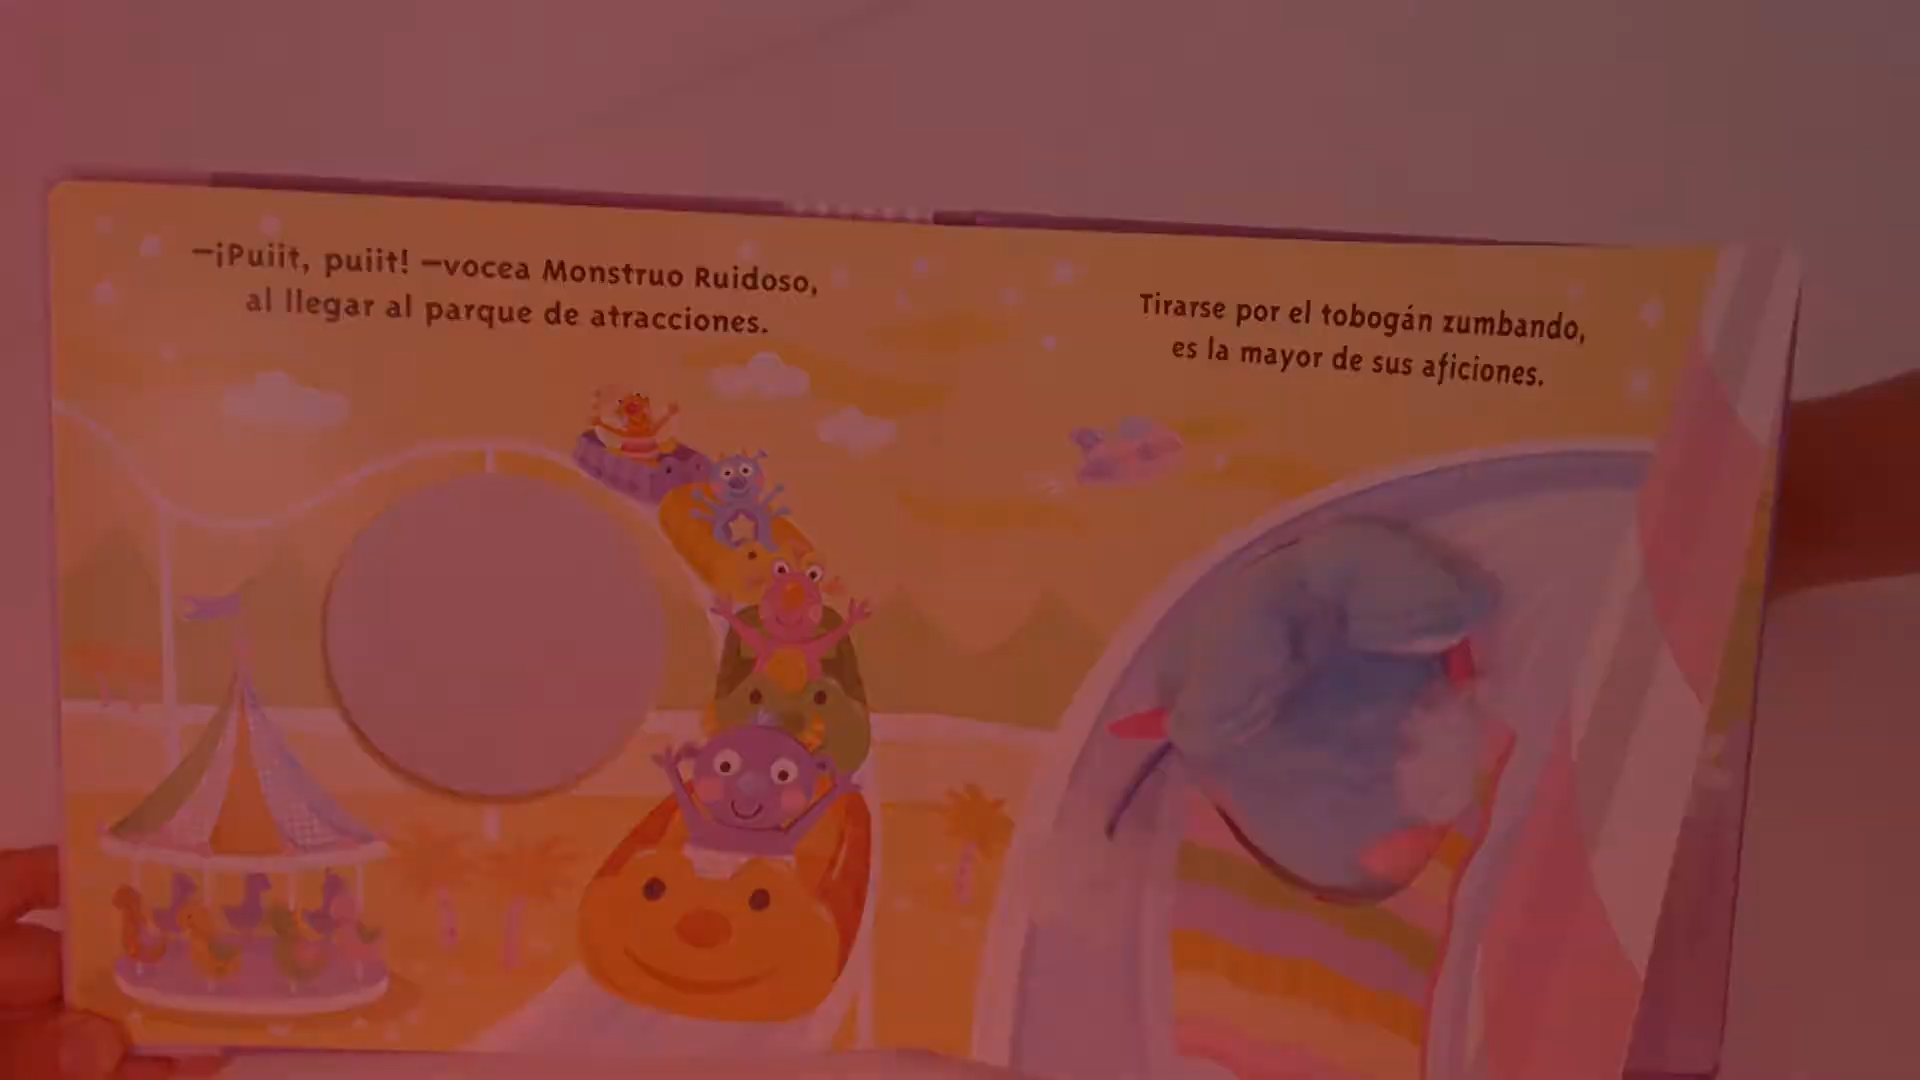 —¡Puiit, puiit! —vocea Monstruo Ruidoso,
al llegar al parque de atracciones.
Tirarse por el tobogán zumbando,
es la mayor de sus aficiones.